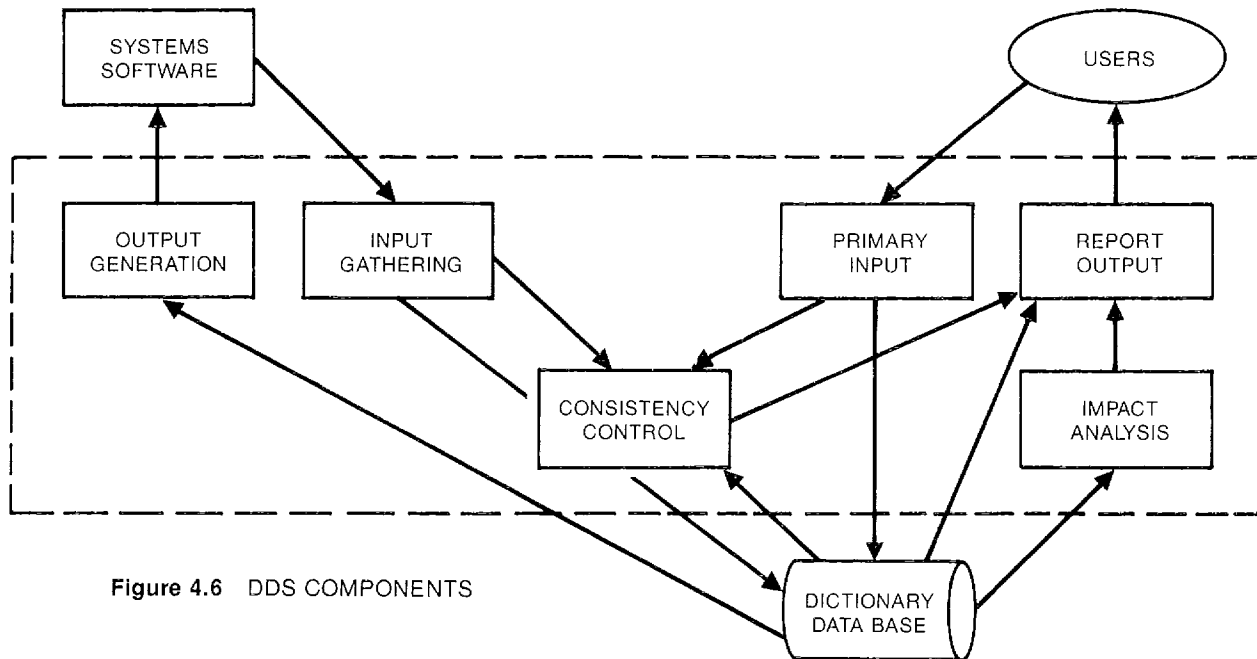 SYSTEMS
SOFTWARE
USERS
OUTPUT
GENERATION
INPUT
GATHERING
PRIMARY
INPUT
REPORT
OUTPUT
CONSISTENCY
CONTROL
IMPACT
ANALYSIS
Figure 4.6 DDS COMPONENTS
DICTIONARY
DATA BASE